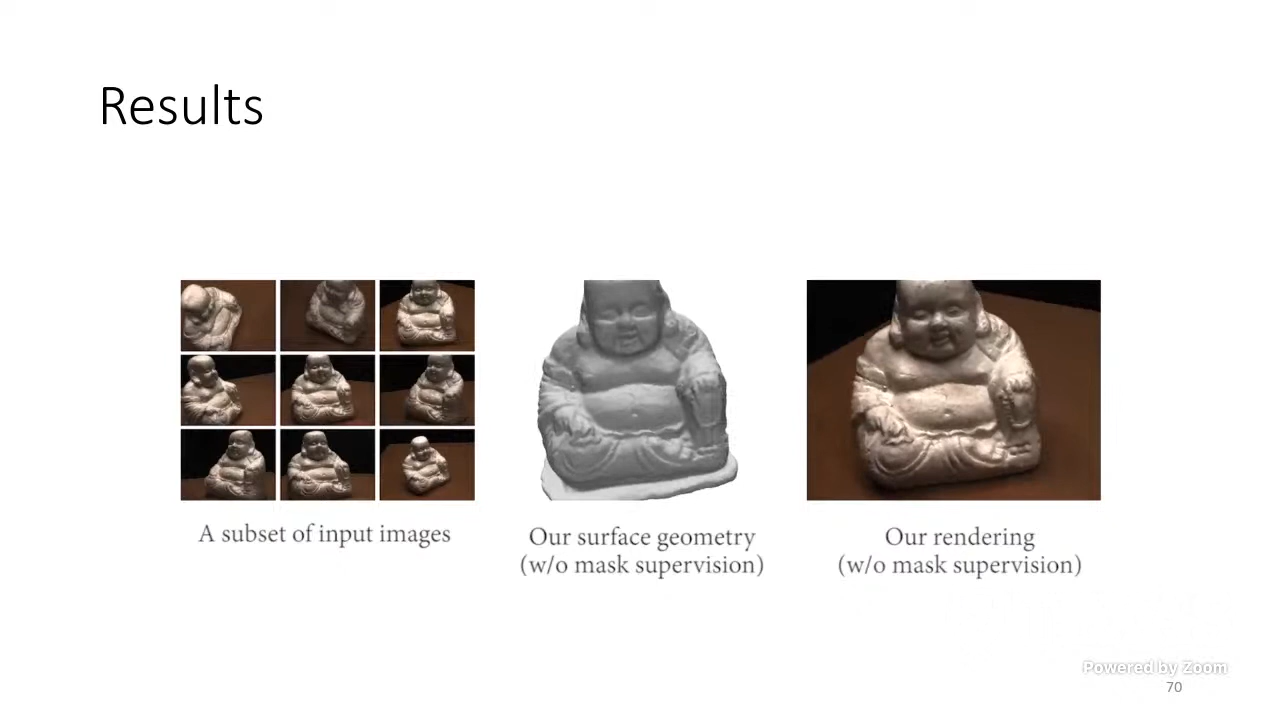 Results
A subset of input images
Our surface geometry
(w/o mask supervision)
Our rendering
(w/o mask supervision)
Powered by Zoom
70